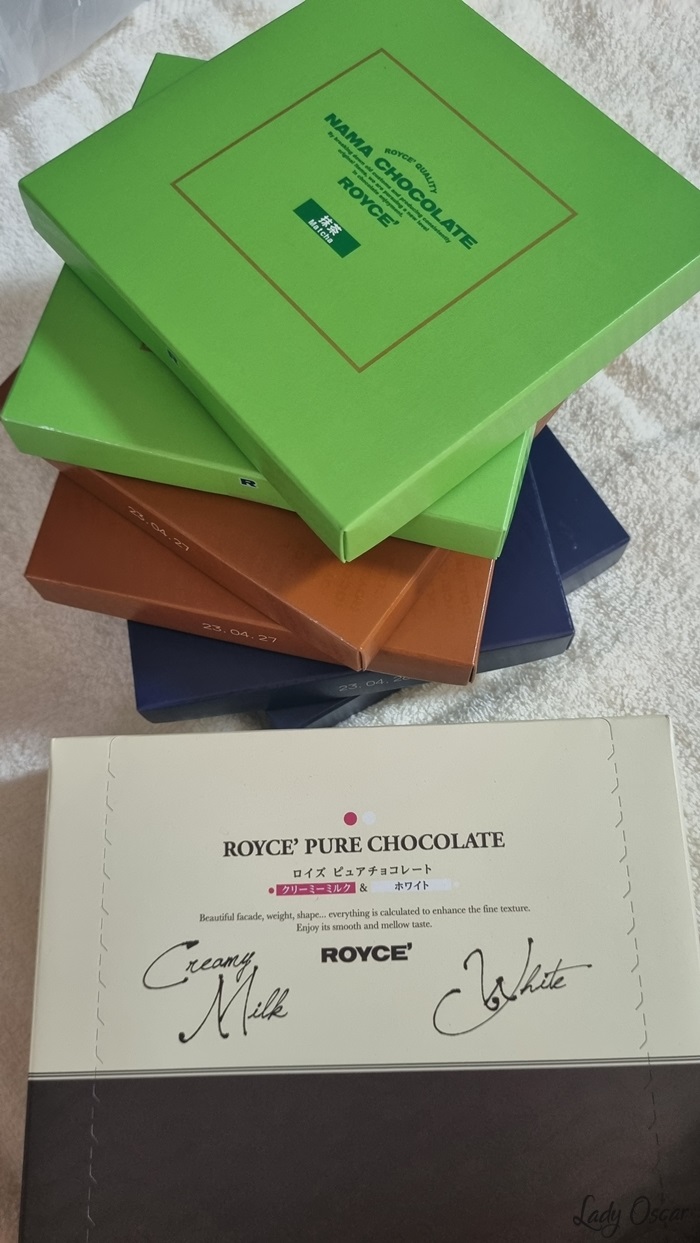 ROYCE' QUALITY
NAMA CHOCOLATE
ROYCE'
抹茶
Matcha
R
23.04.27
23.04.27
23.04.2
ROYCE' PURE CHOCOLATE
ロイズ ピュアチョコレート
クリーミーミルク & ホワイト
Beautiful facade, weight, shape... everything is calculated to enhance the fine texture.
Enjoy its smooth and mellow taste.
ROYCE'
Creamy
Milk
White
Lady Oscar